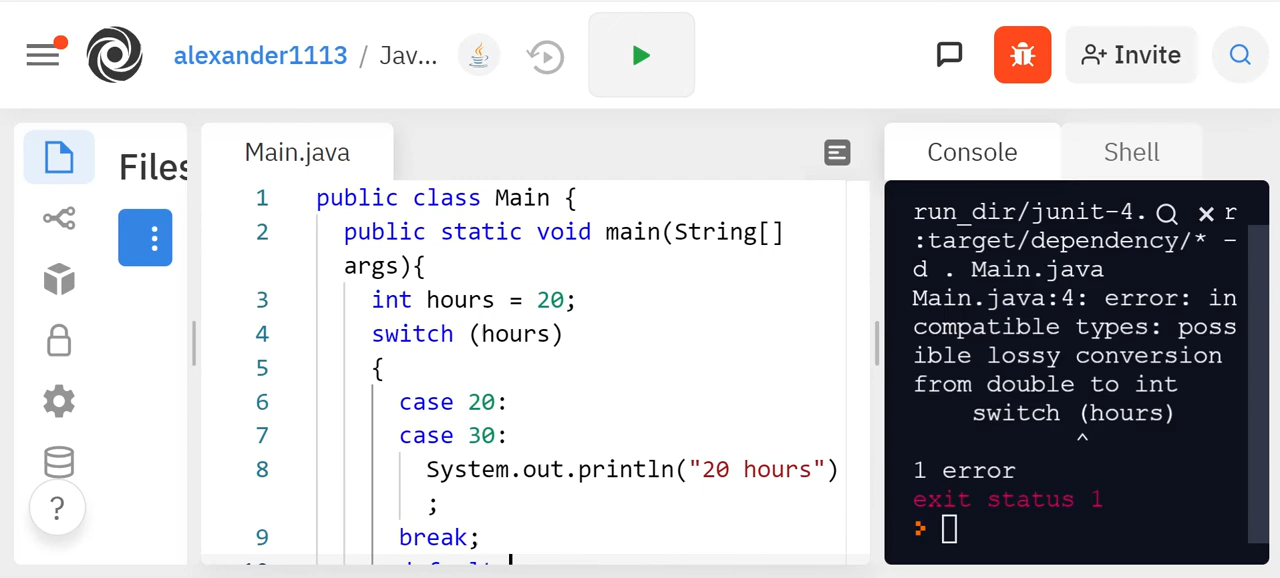 alexander1113 / Jav...
Invite
Files
Main.java
1 public class Main {
2 public static void main(String[]
args){
3 int hours = 20;
4 switch (hours)
5 {
6 case 20:
7 case 30:
8 System.out.println("20 hours")
;
9 break;
Console
Shell
run_dir/junit-4. r
:target/dependency/* -
d . Main.java
Main.java:4: error: in
compatible types: poss
ible lossy conversion
from double to int
switch (hours)
^
1 error
exit status 1
?